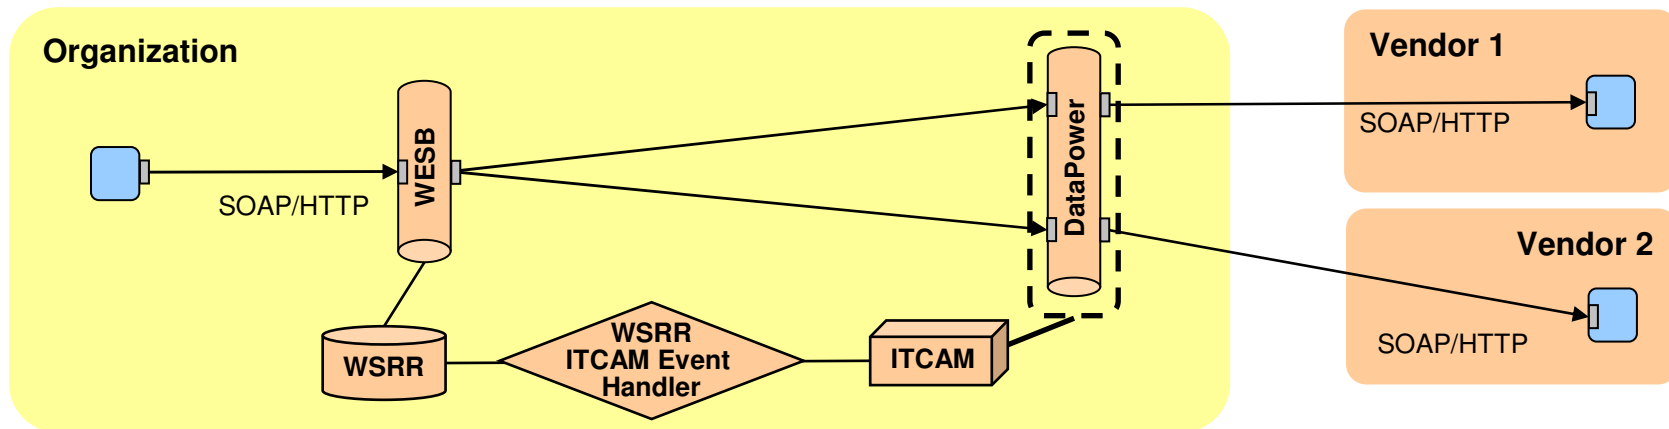 Organization
Vendor 1
SOAP/HTTP
WESB
DataPower
SOAP/HTTP
Vendor 2
SOAP/HTTP
WSRR
WSRR
ITCAM Event
Handler
ITCAM